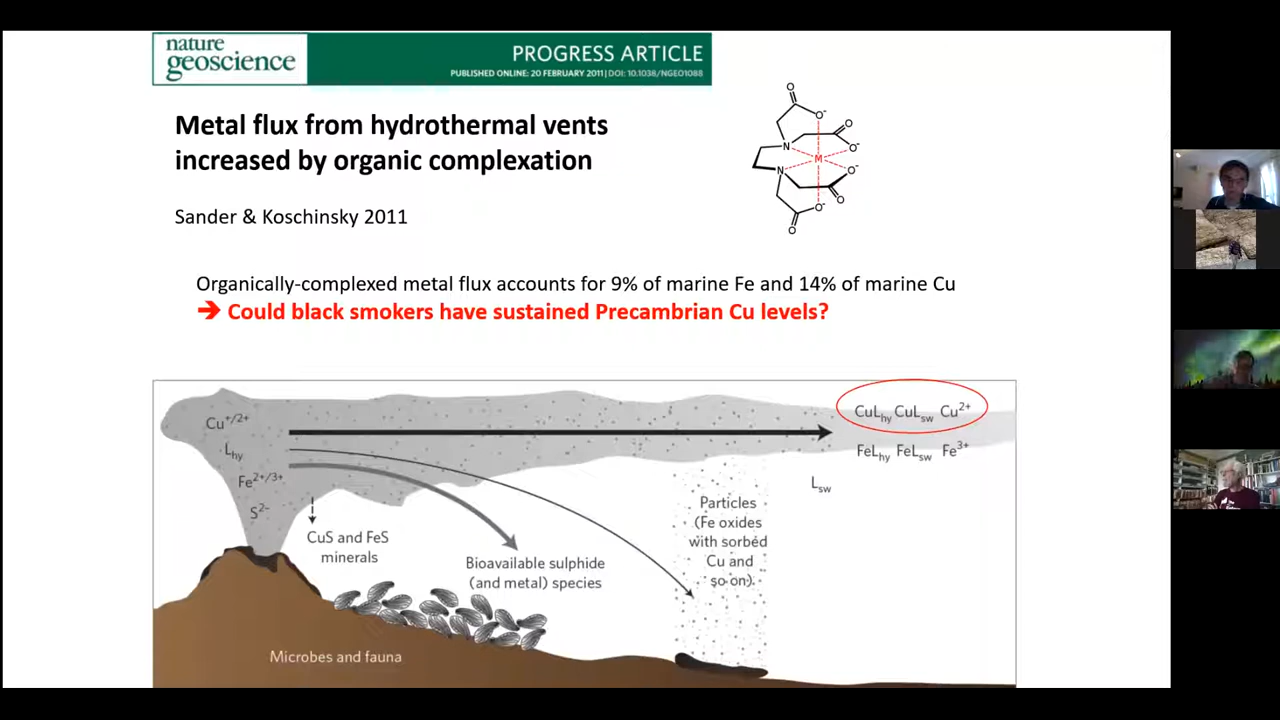 nature
geoscience
PROGRESS ARTICLE
PUBLISHED ONLINE: 20 FEBRUARY 2011 | DOI: 10.1038/NGEO1088
Metal flux from hydrothermal vents
increased by organic complexation
Sander & Koschinsky 2011
O
O-
O
O-
N
M
N
O-
O
O-
O
Organically-complexed metal flux accounts for 9% of marine Fe and 14% of marine Cu
➔ Could black smokers have sustained Precambrian Cu levels?
Cu+/2+
Lhy
Fe2+/3+
S2-
CuS and FeS
minerals
Bioavailable sulphide
(and metal) species
Particles
(Fe oxides
with sorbed
Cu and
so on)
CuLhy CuLsw Cu2+
FeLhy FeLsw Fe3+
Lsw
Microbes and fauna